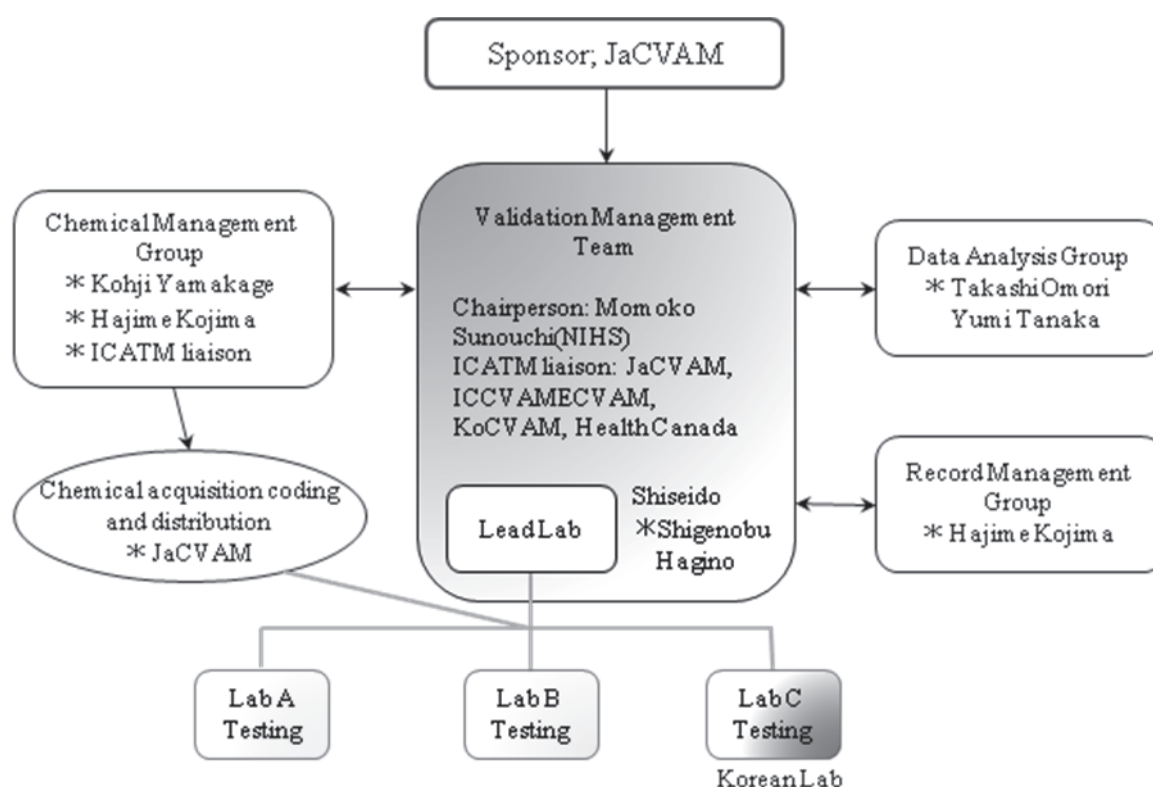 Sponsor; JaCVAM
Chemical Management
Group
* Kohji Yamakage
* Hajime Kojima
* ICATM liaison
Validation Management
Team
Chairperson: Momoko
Sunouchi(NIHS)
ICATM liaison: JaCVAM,
ICCVAMECVAM,
KoCVAM, HealthCanada
Data Analysis Group
* Takashi Omori
Yumi Tanaka
Chemical acquisition coding
and distribution
* JaCVAM
Lead Lab
Shiseido
*Shigenobu
Hagino
Record Management
Group
* Hajime Kojima
Lab A
Testing
Lab B
Testing
Lab C
Testing
Korean Lab